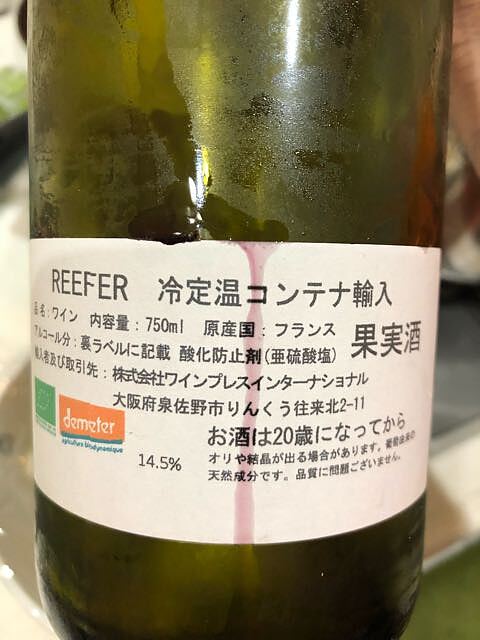 REEFER 冷定温コンテナ輸入
品名：ワイン 内容量：750ml 原産国：フランス
アルコール分：裏ラベルに記載 酸化防止剤(亜硫酸塩) 果実酒
輸入者及び取引先：株式会社ワインプレスインターナショナル
大阪府泉佐野市りんくう往来北2-11
demeter
agriculture biodynamique
14.5%
お酒は20歳になってから
オリや結晶が出る場合があります。葡萄由来の
天然成分です。品質に問題ございません。